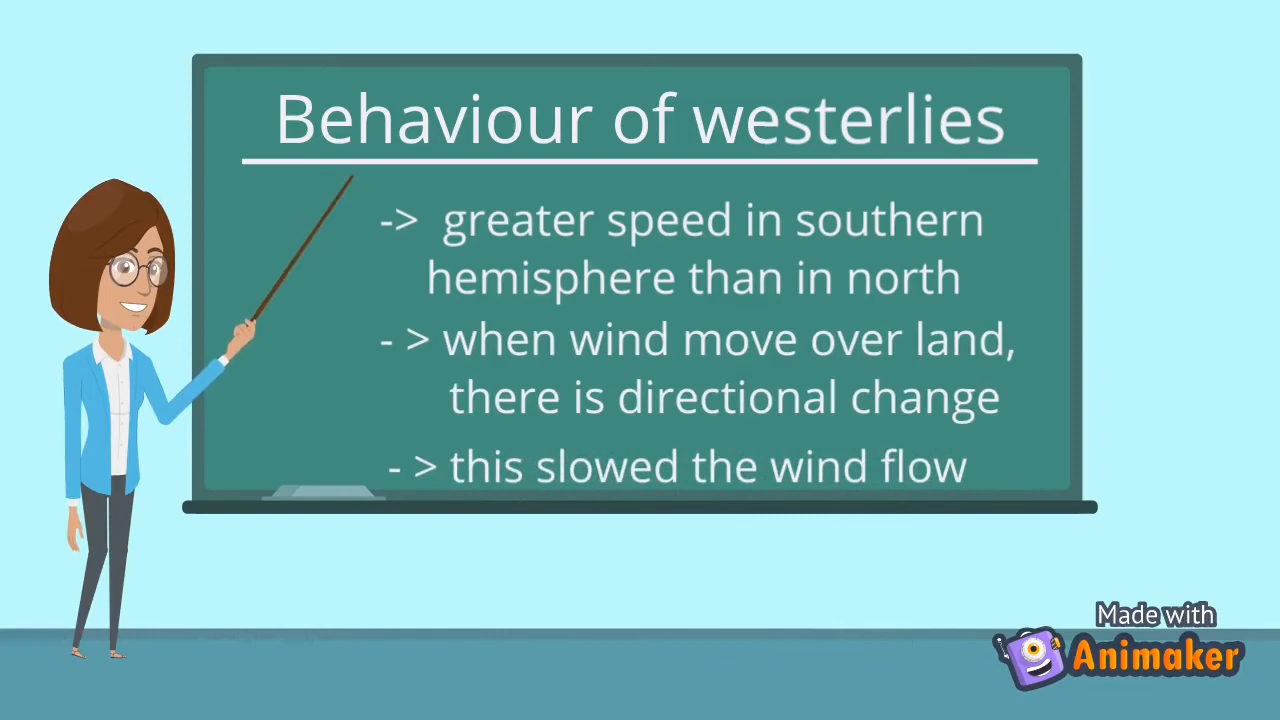 Behaviour of westerlies
-> greater speed in southern
hemisphere than in north
- > when wind move over land,
there is directional change
- > this slowed the wind flow
Made with
Animaker